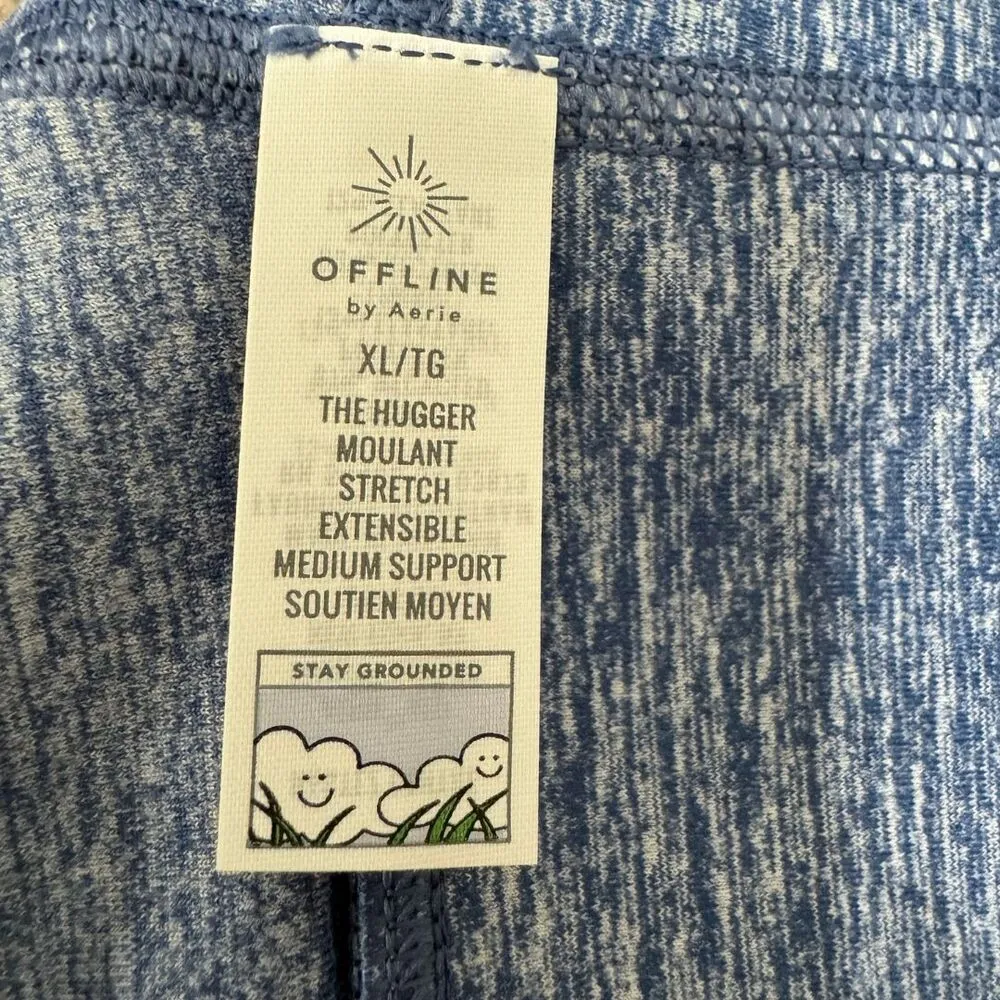 OFFLINE
by Aerie
XL/TG
THE HUGGER
MOULANT
STRETCH
EXTENSIBLE
MEDIUM SUPPORT
SOUTIEN MOYEN
STAY GROUNDED